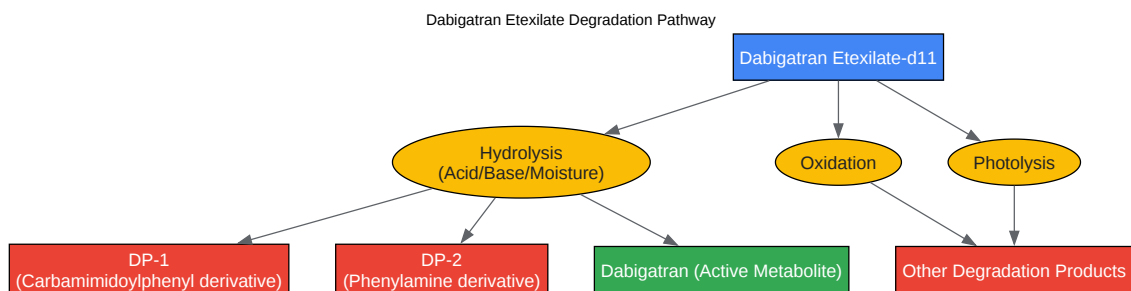 Dabigatran Etexilate Degradation Pathway
Dabigatran Etexilate-d11
Hydrolysis
(Acid/Base/Moisture)
Oxidation
Photolysis
DP-1
(Carbamimidoylphenyl derivative)
DP-2
(Phenylamine derivative)
Dabigatran (Active Metabolite)
Other Degradation Products